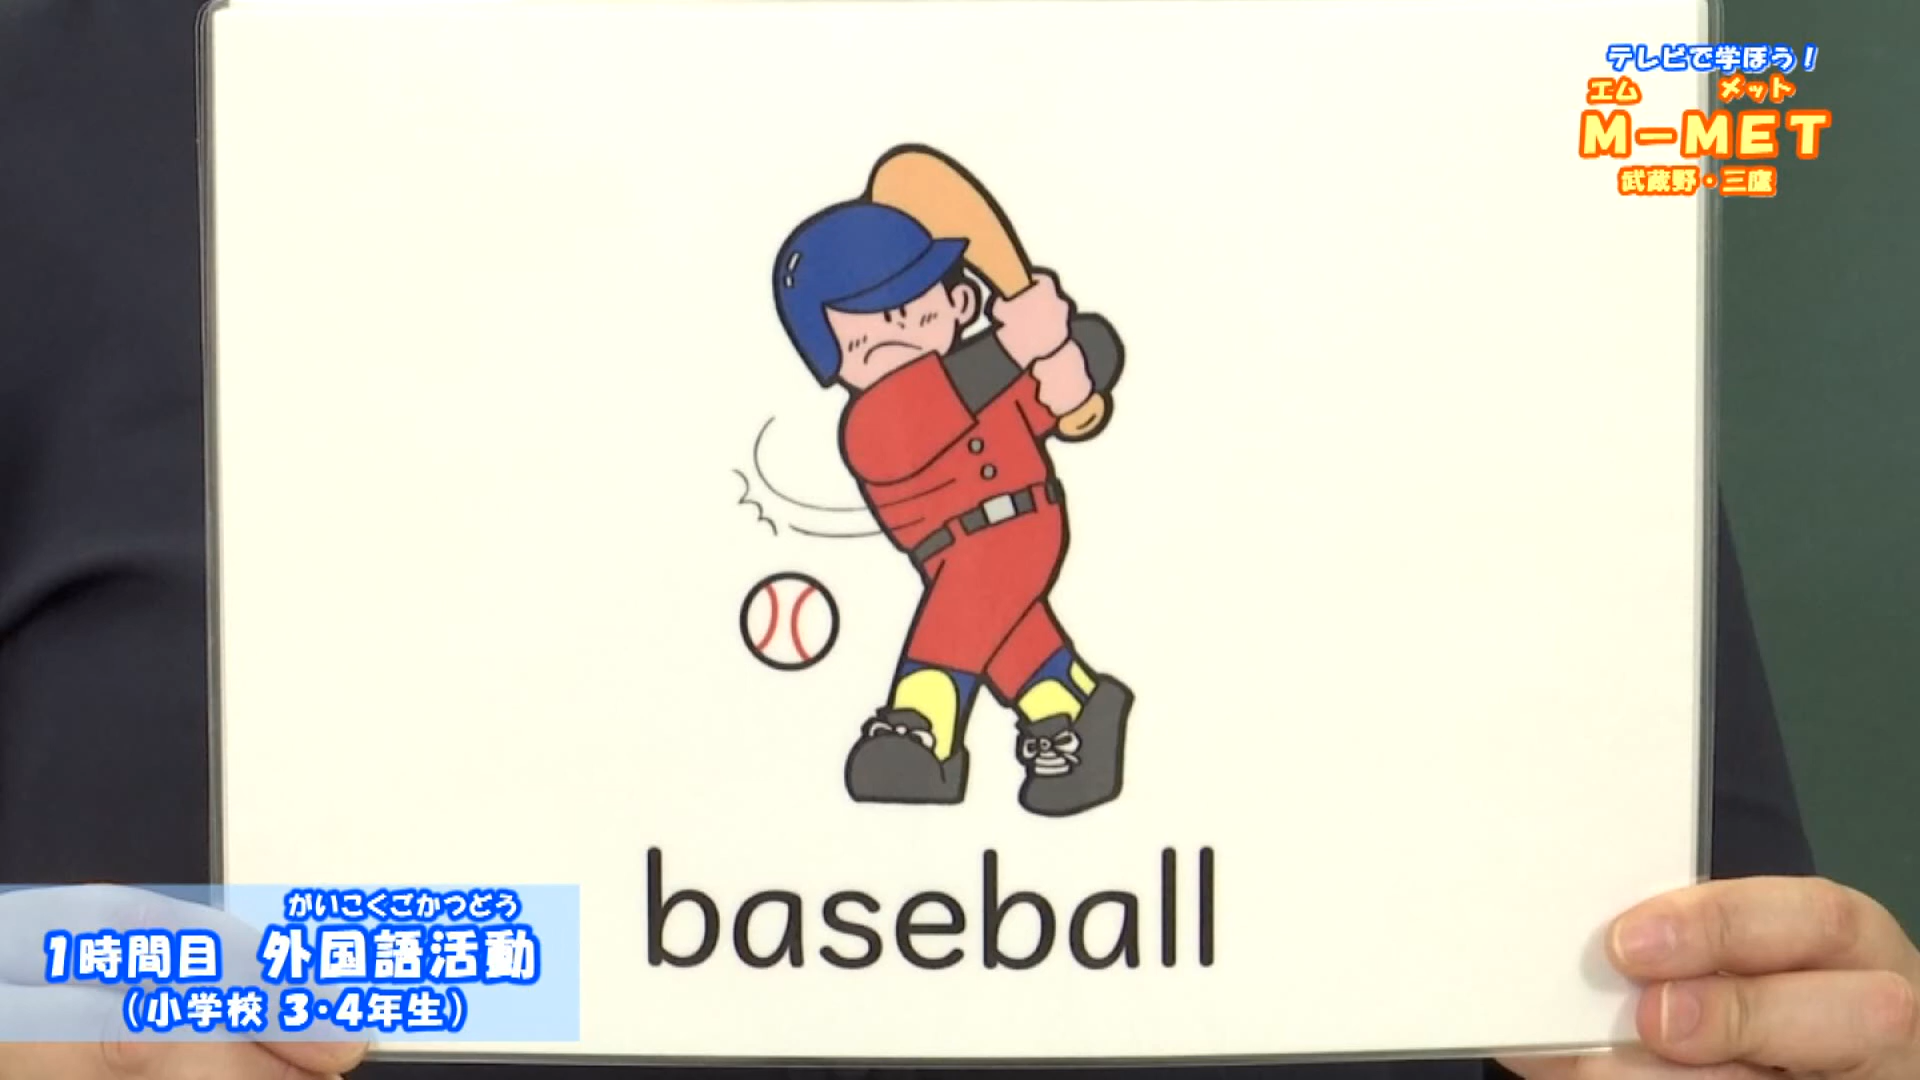 テレビで学ぼう！
エム メット
M-MET
武蔵野・三鷹
baseball
がいこくごかつどう
1時間目 外国語活動
（小学校 3・4年生）